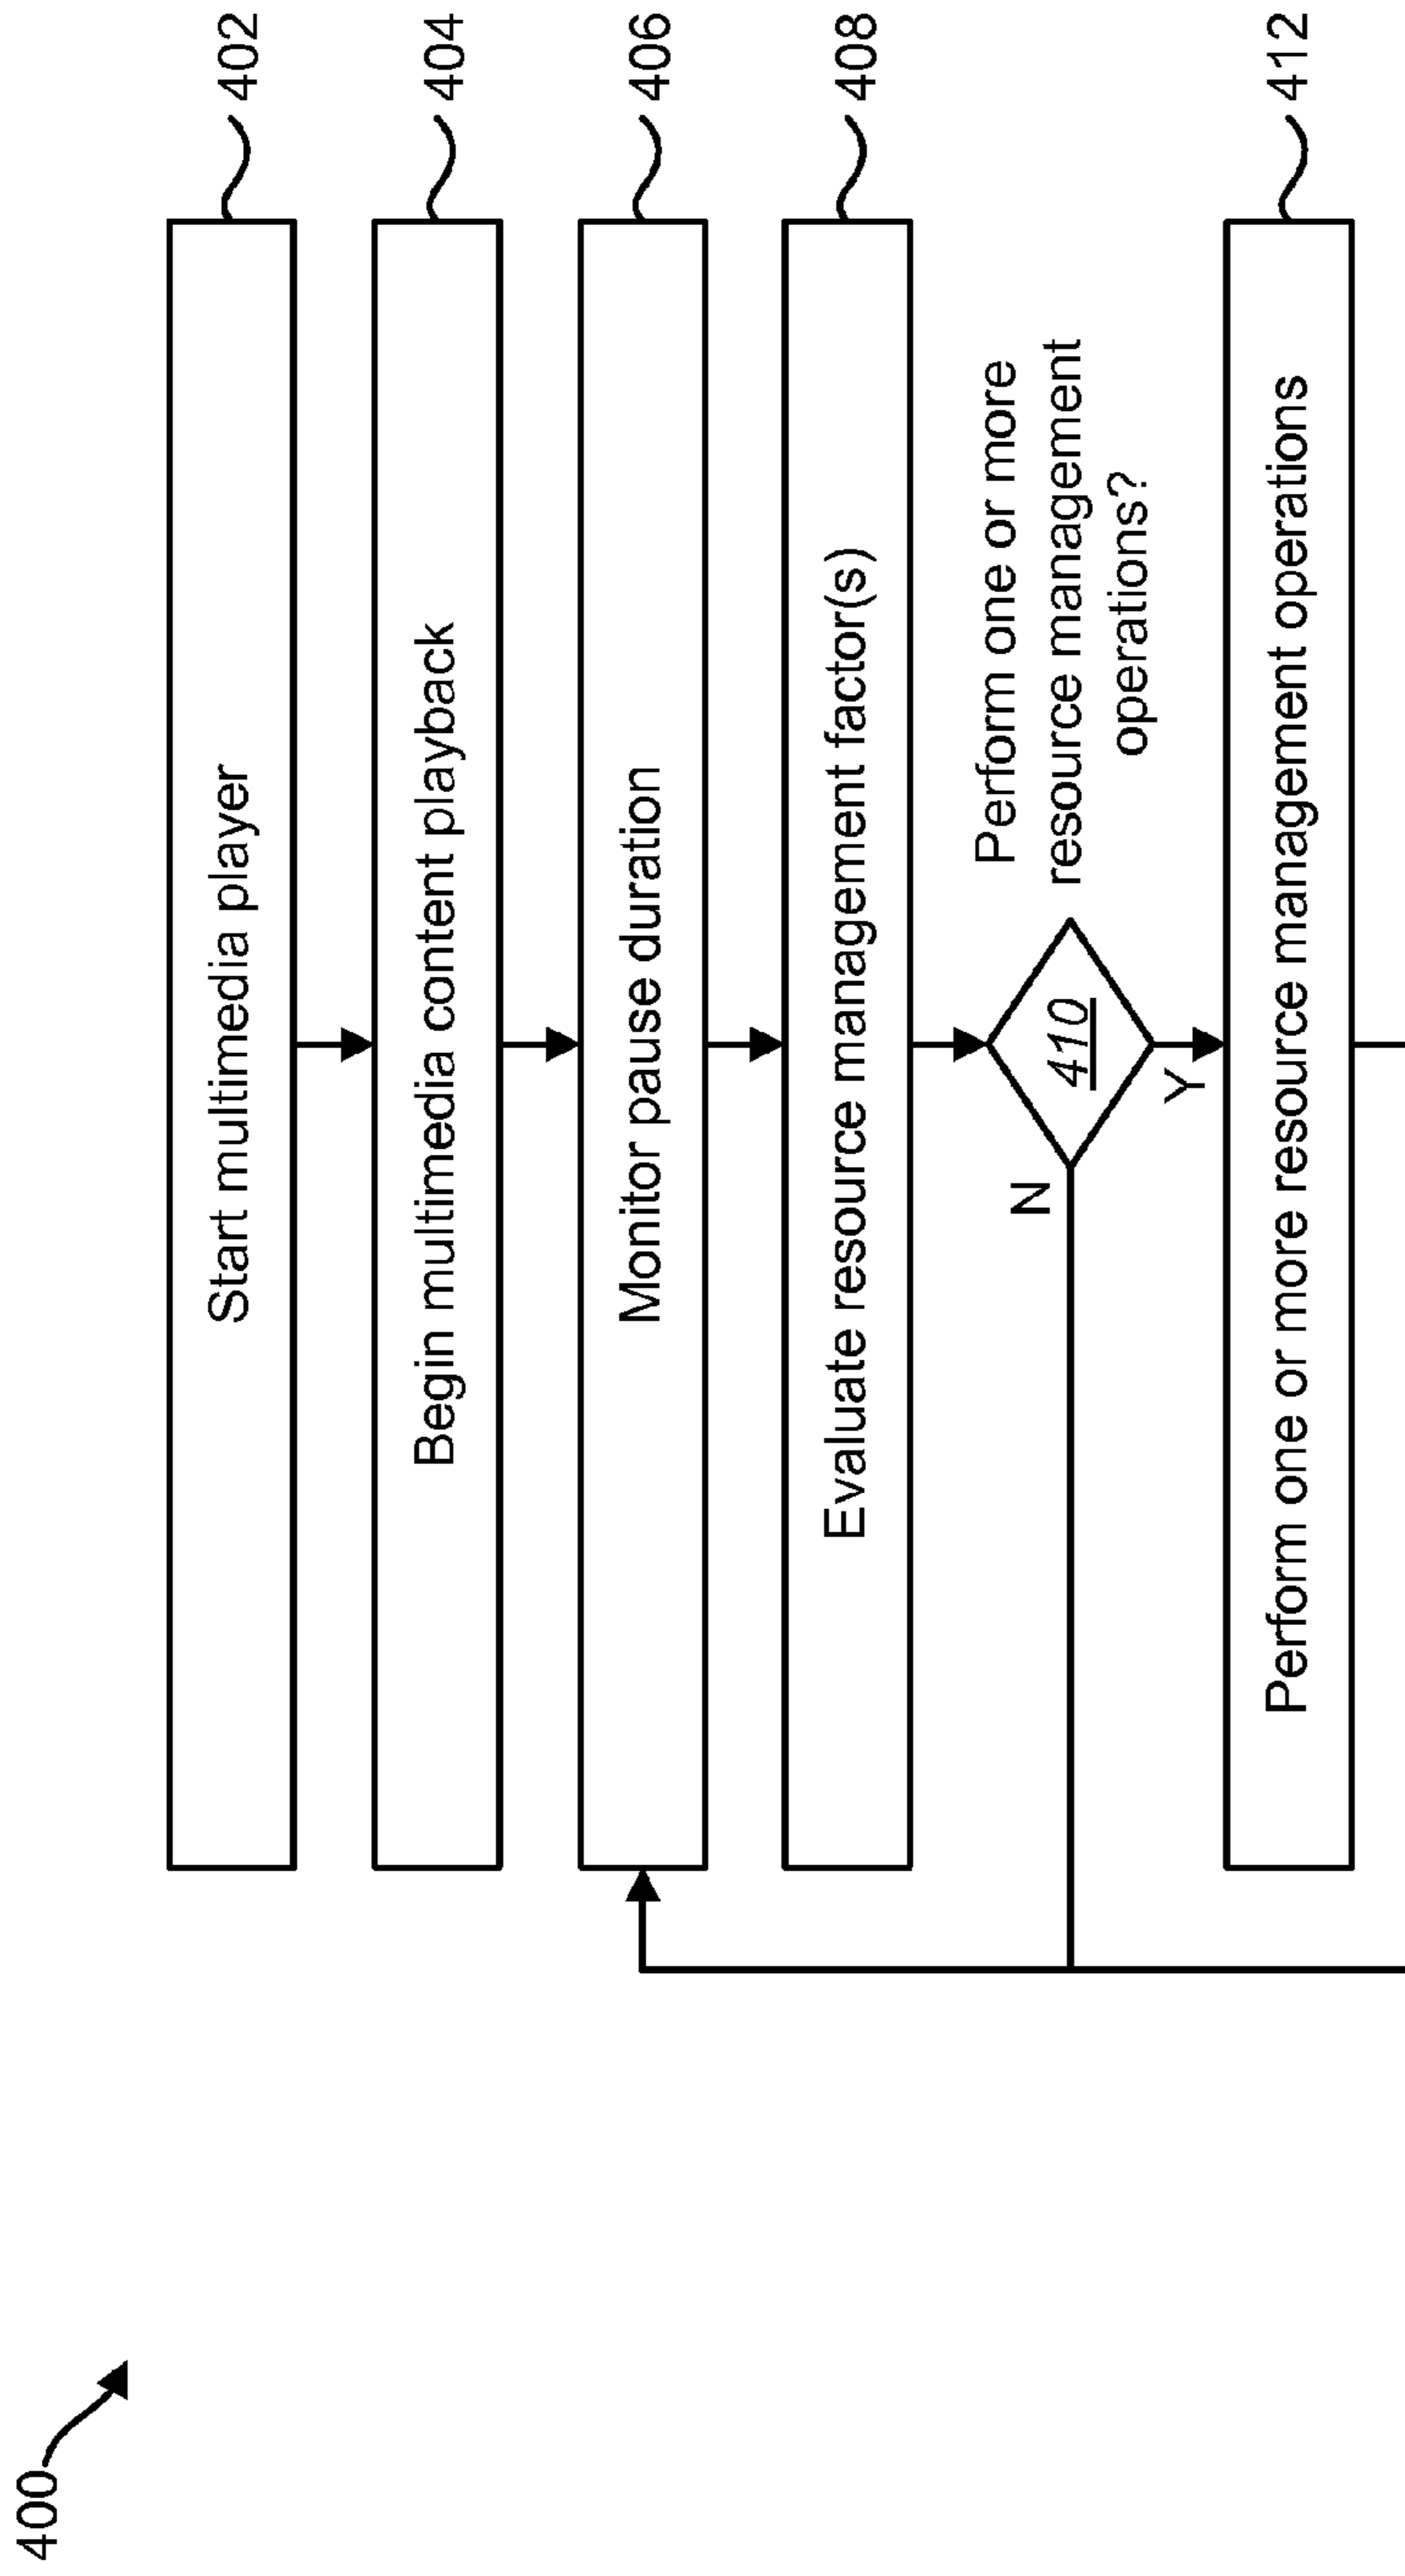 400
Start multimedia player
402
Begin multimedia content playback
404
Monitor pause duration
406
Evaluate resource management factor(s)
408
410
Perform one or more
resource management
operations?
N
Y
Perform one or more resource management operations
412